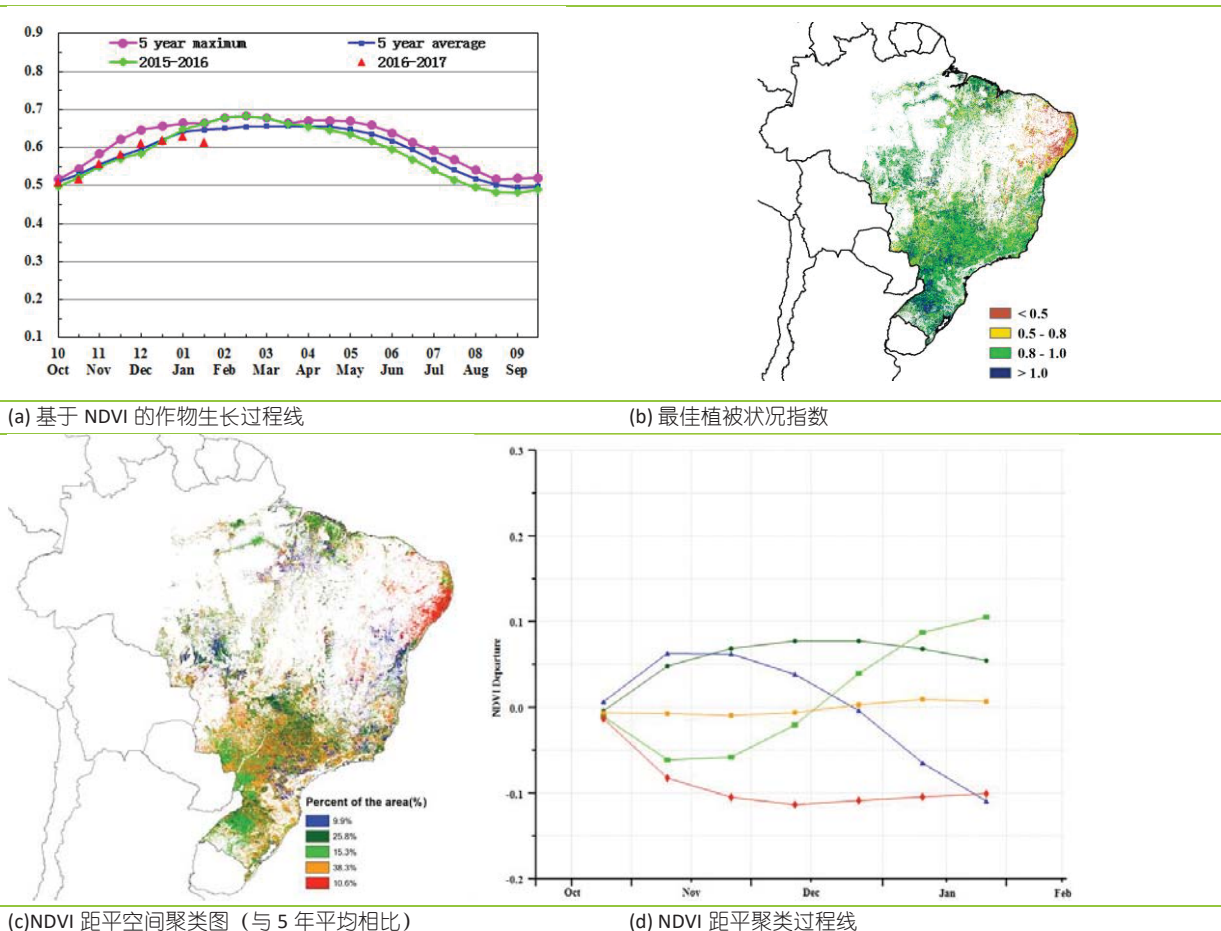 0.9
0.8
0.7
0.6
0.5
0.4
0.3
0.2
0.1
5 year maximum
5 year average
2015-2016
2016-2017
10 11 12 01 02 03 04 05 06 07 08 09
Oct Nov Dec Jan Feb Mar Apr May Jun Jul Aug Sep
< 0.5
0.5 - 0.8
0.8 - 1.0
> 1.0
(a) 基于 NDVI 的作物生长过程线
(b) 最佳植被状况指数
Percent of the area(%)
9.9%
25.8%
15.3%
38.3%
10.6%
0.3
0.2
0.1
0.0
-0.1
-0.2
NDVI Departure
Oct Nov Dec Jan Feb
(c)NDVI 距平空间聚类图（与 5 年平均相比）
(d) NDVI 距平聚类过程线